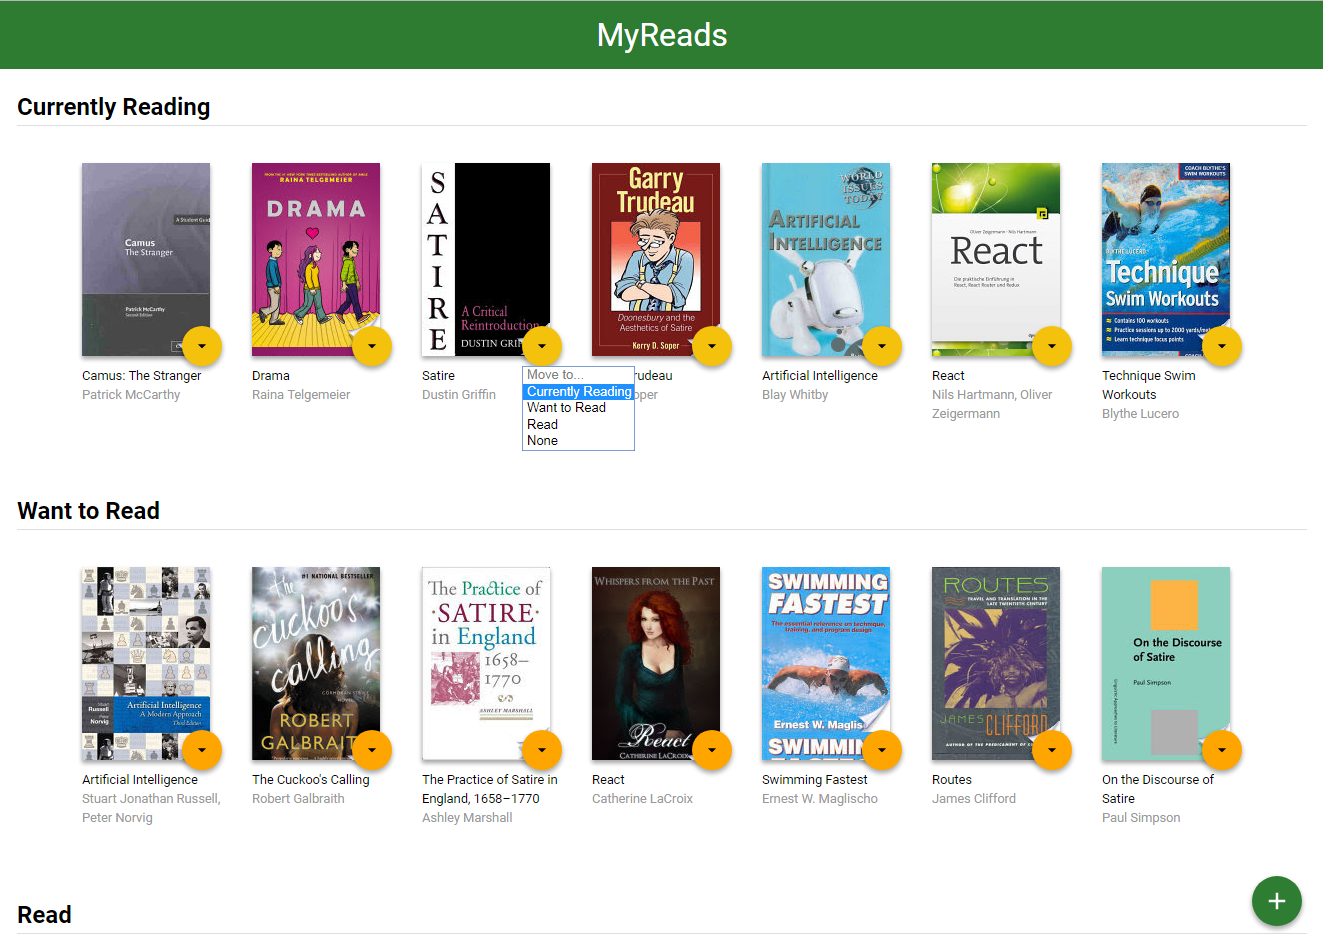 MyReads
Currently Reading
A Student Guide
Camus
The Stranger
Patrick McCarthy
Second Edition
FROM THE #1 NEW YORK TIMES BESTSELLING AUTHOR OF SMILE
RAINA TELGEMEIER
DRAMA
SATIRE
A Critical
Reintroduction
DUSTIN GRIF
Garry
Trudeau
Doonesbury and the
Aesthetics of Satire
Kerry D. Soper
WORLD
ISSUES
TODAY
ARTIFICIAL
INTELLIGENCE
Oliver Zeigermann · Nils Hartmann
React
Die praktische Einführung in
React, React Router und Redux
COACH BLYTHE'S
SWIM WORKOUTS
BLYTHE LUCERO
Technique
Swim Workouts
Contains 100 workouts
Practice sessions up to 2000 yards/met
Learn technique focus points
COACH
Camus: The Stranger
Patrick McCarthy
Drama
Raina Telgemeier
Satire
Dustin Griffin
Move to...
Currently Reading
Want to Read
Read
None
rudeau
oper
Artificial Intelligence
Blay Whitby
React
Nils Hartmann, Oliver
Zeigermann
Technique Swim
Workouts
Blythe Lucero
Want to Read
Stuart
Russell
Peter
Norvig
Artificial Intelligence
A Modern Approach
Third Edition
#1 NATIONAL BESTSELLER
The
cuckoo's
calling
CORMORAN STRIKE
NOVEL
ROBERT
GALBRAIT
The Practice of
·SATIRE·
in England
1658–
1770
ASHLEY MARSHALL
WHISPERS FROM THE PAST
React
CATHERINE LACROIX
SWIMMING
FASTEST
The essential reference on technique,
training, and program design
Ernest W. Maglis
SWIMMIN
ROUTES
TRAVEL AND TRANSLATION IN THE
LATE TWENTIETH CENTURY
JAMES
CLIFFORD
AUTHOR OF THE PREDICAMENT OF C
On the Discourse
of Satire
Paul Simpson
Linguistic Approaches to Literature
Artificial Intelligence
Stuart Jonathan Russell,
Peter Norvig
The Cuckoo's Calling
Robert Galbraith
The Practice of Satire in
England, 1658–1770
Ashley Marshall
React
Catherine LaCroix
Swimming Fastest
Ernest W. Maglischo
Routes
James Clifford
On the Discourse of
Satire
Paul Simpson
+
Read